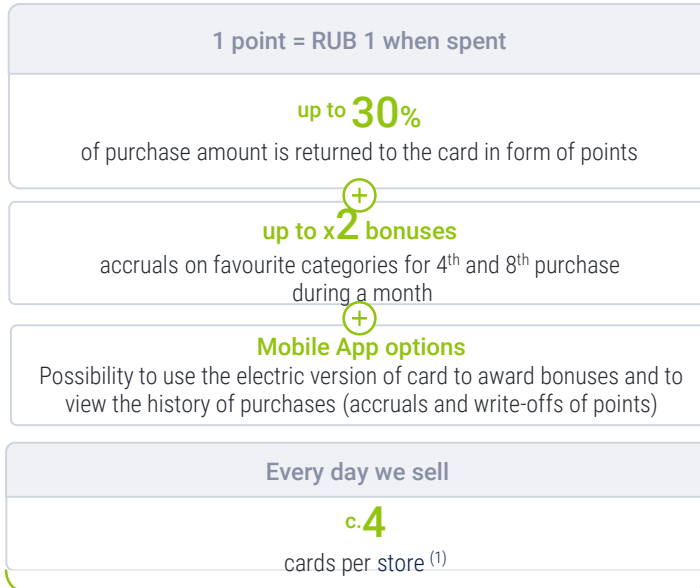 1 point = RUB 1 when spent
up to 30%
of purchase amount is returned to the card in form of points
+
up to x2 bonuses
accruals on favourite categories for 4th and 8th purchase
during a month
+
Mobile App options
Possibility to use the electric version of card to award bonuses and to
view the history of purchases (accruals and write-offs of points)
Every day we sell
c.4
cards per store (1)